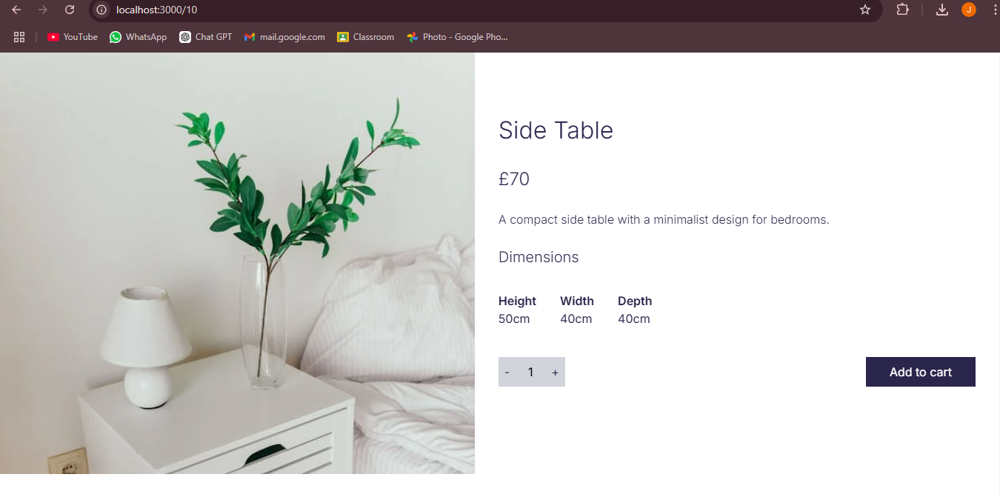 localhost:3000/10
J
YouTube WhatsApp Chat GPT mail.google.com Classroom Photo - Google Pho...
Side Table
£70
A compact side table with a minimalist design for bedrooms.
Dimensions
Height Width Depth
50cm 40cm 40cm
- 1 + Add to cart